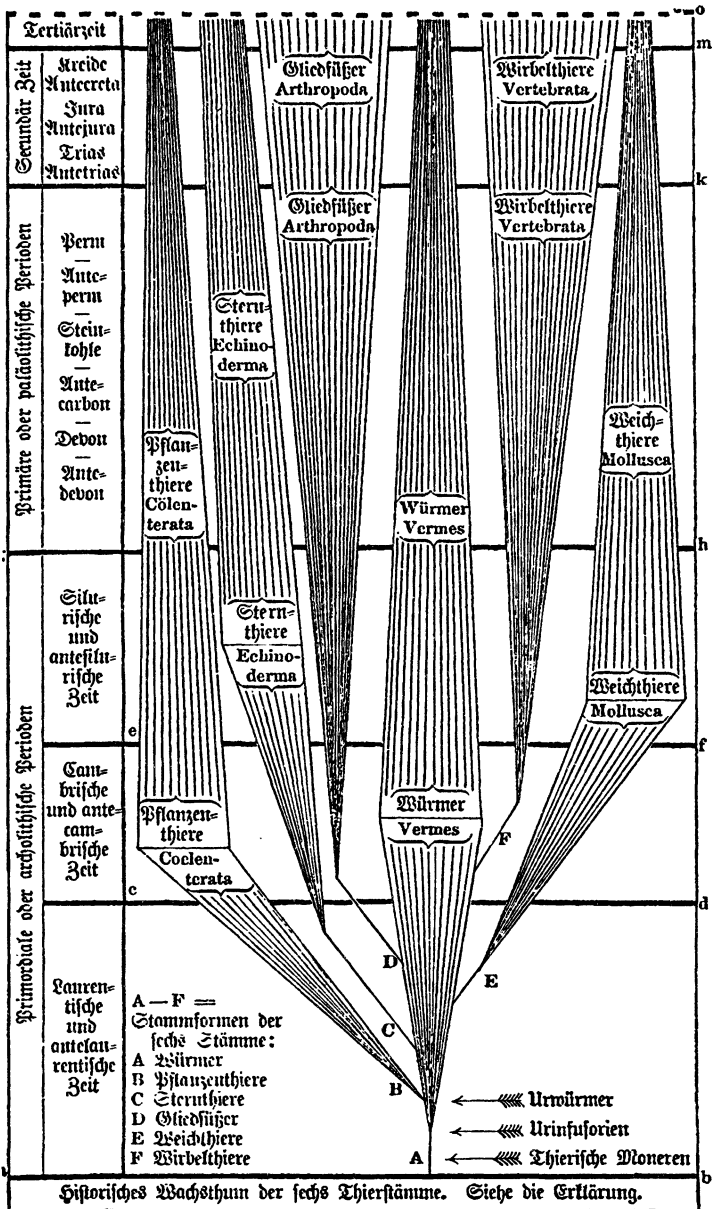 o
Tertiärzeit
m
Secundär Zeit
Kreide
Antecreta
Jura
Antejura
Trias
Antetrias
Gliedfüßer
Arthropoda
Wirbelthiere
Vertebrata
k
Primäre oder paläolithische Perioden
Perm
—
Ante=
perm
—
Stein=
kohle
—
Ante=
carbon
—
Devon
—
Ante=
devon
Gliedfüßer
Arthropoda
Wirbelthiere
Vertebrata
Stern=
thiere
Echino-
derma
Weich=
thiere
Mollusca
Pflan=
zen=
thiere
Cölen-
terata
Würmer
Vermes
h
Primordiale oder archolithische Perioden
Silu=
rische
und
antesilu=
rische
Zeit
Stern=
thiere
Echino-
derma
Weichthiere
Mollusca
e
f
Cam=
brische
und ante
cam=
brische
Zeit
Pflanzen=
thiere
Coelen-
terata
Würmer
Vermes
F
c
d
Lauren=
tische
und
antelau=
rentische
Zeit
D
E
C
B
A
A — F =
Stammformen der
sechs Stämme:
A Würmer
B Pflanzenthiere
C Sternthiere
D Gliedfüßer
E Weichthiere
F Wirbelthiere
Urwürmer
Urinfusorien
Thierische Moneren
b
Historisches Wachsthum der sechs Thierstämme. Siehe die Erklärung.